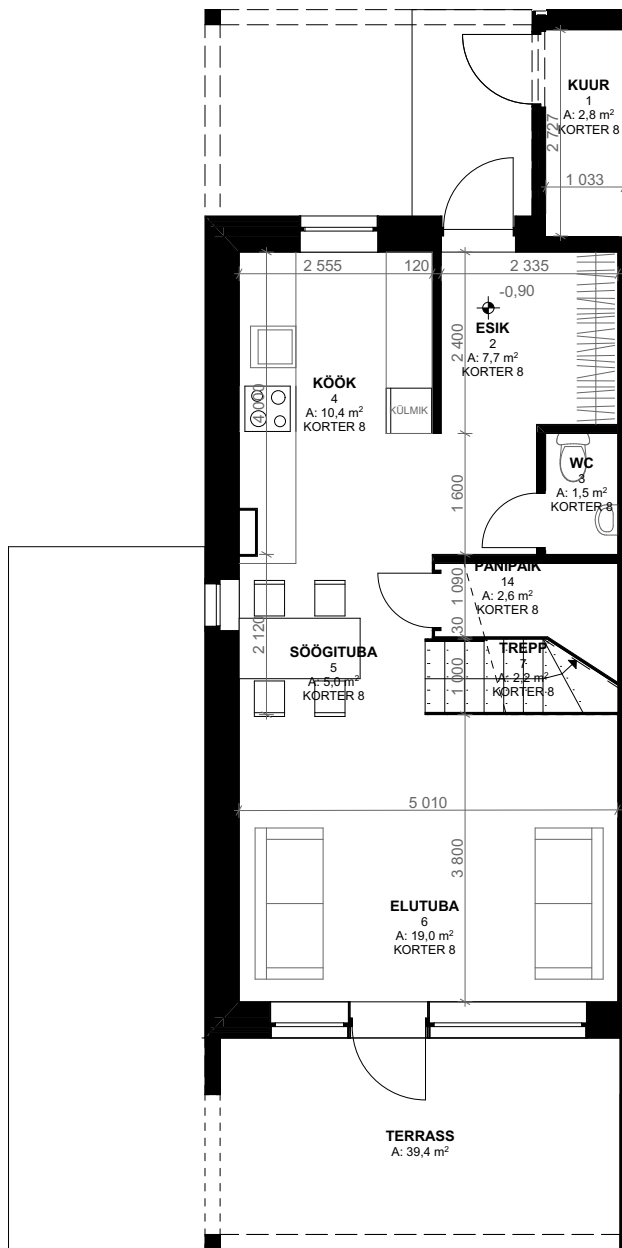 KUUR
1
A: 2,8 m²
KORTER 8
2 727
1 033
2 555
120
2 335
-0,90
ESIK
2
A: 7,7 m²
KORTER 8
2 400
KÖÖK
4
A: 10,4 m²
KORTER 8
4 000
KÜLMIK
WC
3
A: 1,5 m²
KORTER 8
1 600
PANIPAIK
14
A: 2,6 m²
KORTER 8
1 090
30
TREPP
7
A: 2,2 m²
KORTER 8
1 000
2 120
SÖÖGITUBA
5
A: 5,0 m²
KORTER 8
5 010
3 800
ELUTUBA
6
A: 19,0 m²
KORTER 8
TERRASS
A: 39,4 m²